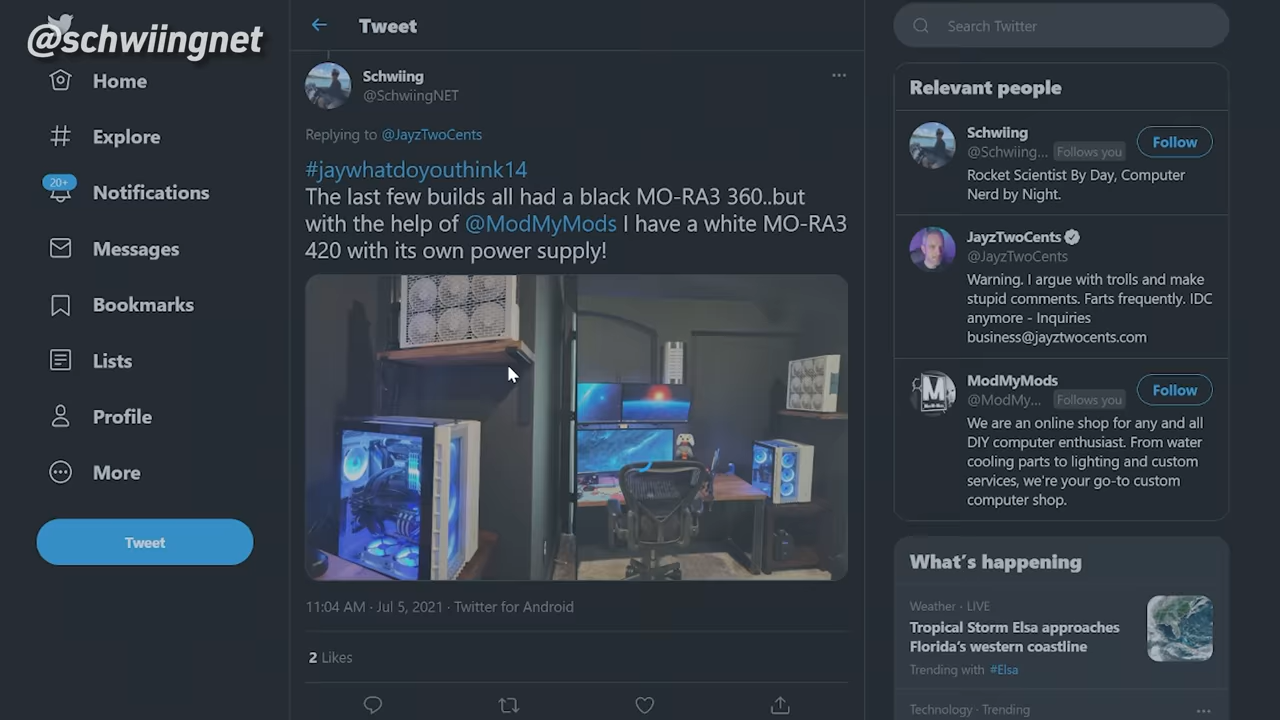 @schwiingnet
Home
Explore
20+
Notifications
Messages
Bookmarks
Lists
Profile
More
Tweet
Tweet
Schwiing
@SchwiingNET
Replying to @JayzTwoCents
#jaywhatdoyouthink14
The last few builds all had a black MO-RA3 360..but
with the help of @ModMyMods I have a white MO-RA3
420 with its own power supply!
11:04 AM · Jul 5, 2021 · Twitter for Android
2 Likes
Search Twitter
Relevant people
Schwiing
@Schwiing... Follows you
Follow
Rocket Scientist By Day, Computer
Nerd by Night.
JayzTwoCents
@JayzTwoCents
Warning. I argue with trolls and make
stupid comments. Farts frequently. IDC
anymore - Inquiries
business@jayztwocents.com
ModMyMods
@ModMy... Follows you
Follow
We are an online shop for any and all
DIY computer enthusiast. From water
cooling parts to lighting and custom
services, we're your go-to custom
computer shop.
What's happening
Weather · LIVE
Tropical Storm Elsa approaches
Florida's western coastline
Trending with #Elsa
Technology · Trending